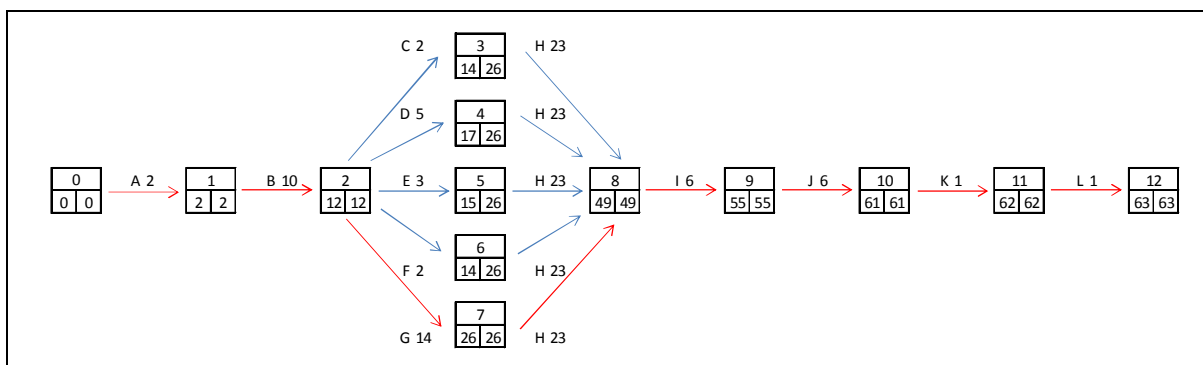 C 2 3 H 23
14 26
D 5 4 H 23
17 26
0 A 2 1 B 10 2 E 3 5 H 23 8 I 6 9 J 6 10 K 1 11 L 1 12
0 0 2 2 12 12 15 26 49 49 55 55 61 61 62 62 63 63
6
14 26
F 2 H 23
7
26 26
G 14 H 23